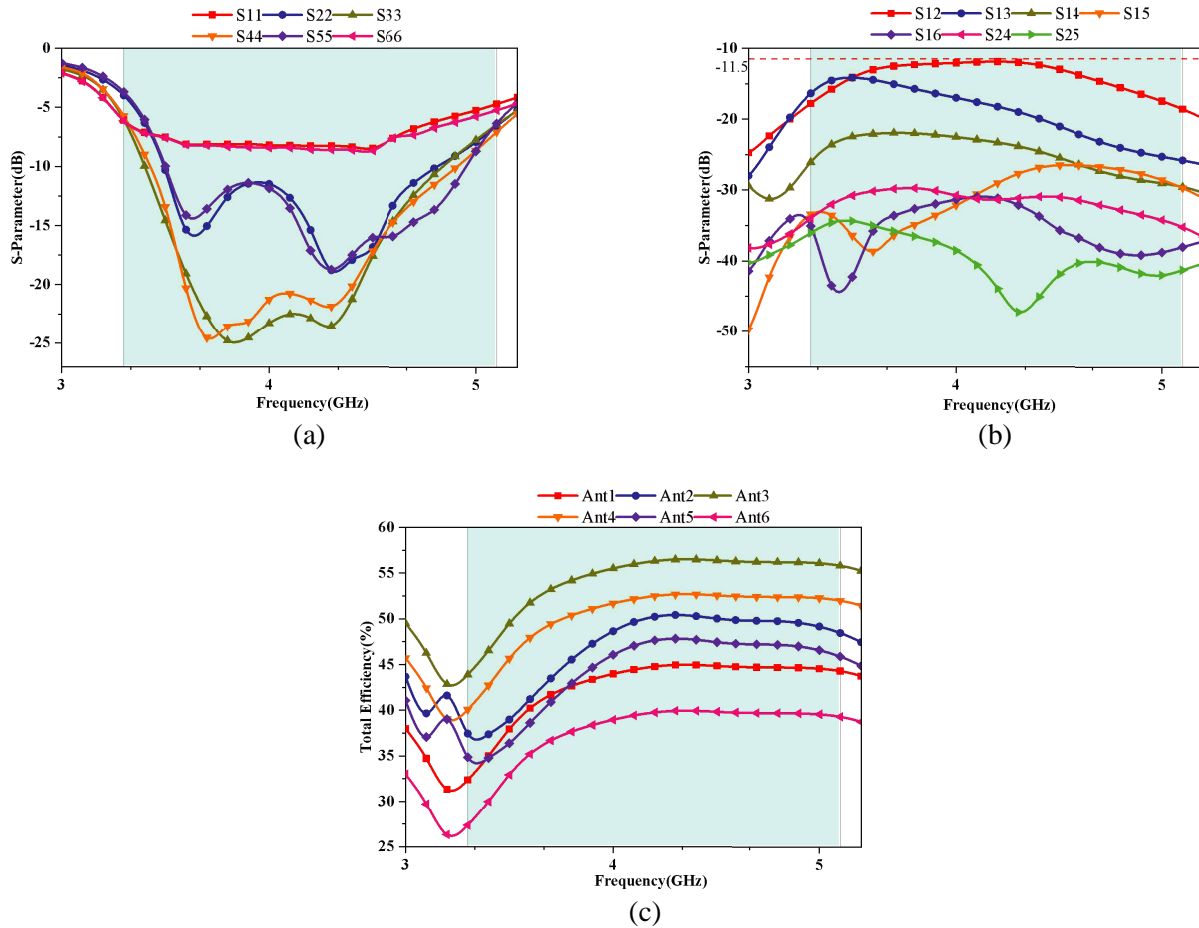 S11 S22 S33
S44 S55 S66
0
-5
-10
-15
-20
-25
S-Parameter(dB)
3 4 5
Frequency(GHz)
(a)
S12 S13 S14 S15
S16 S24 S25
-10
-11.5
-20
-30
-40
-50
S-Parameter(dB)
3 4 5
Frequency(GHz)
(b)
Ant1 Ant2 Ant3
Ant4 Ant5 Ant6
60
55
50
45
40
35
30
25
Total Efficiency(%)
3 4 5
Frequency(GHz)
(c)